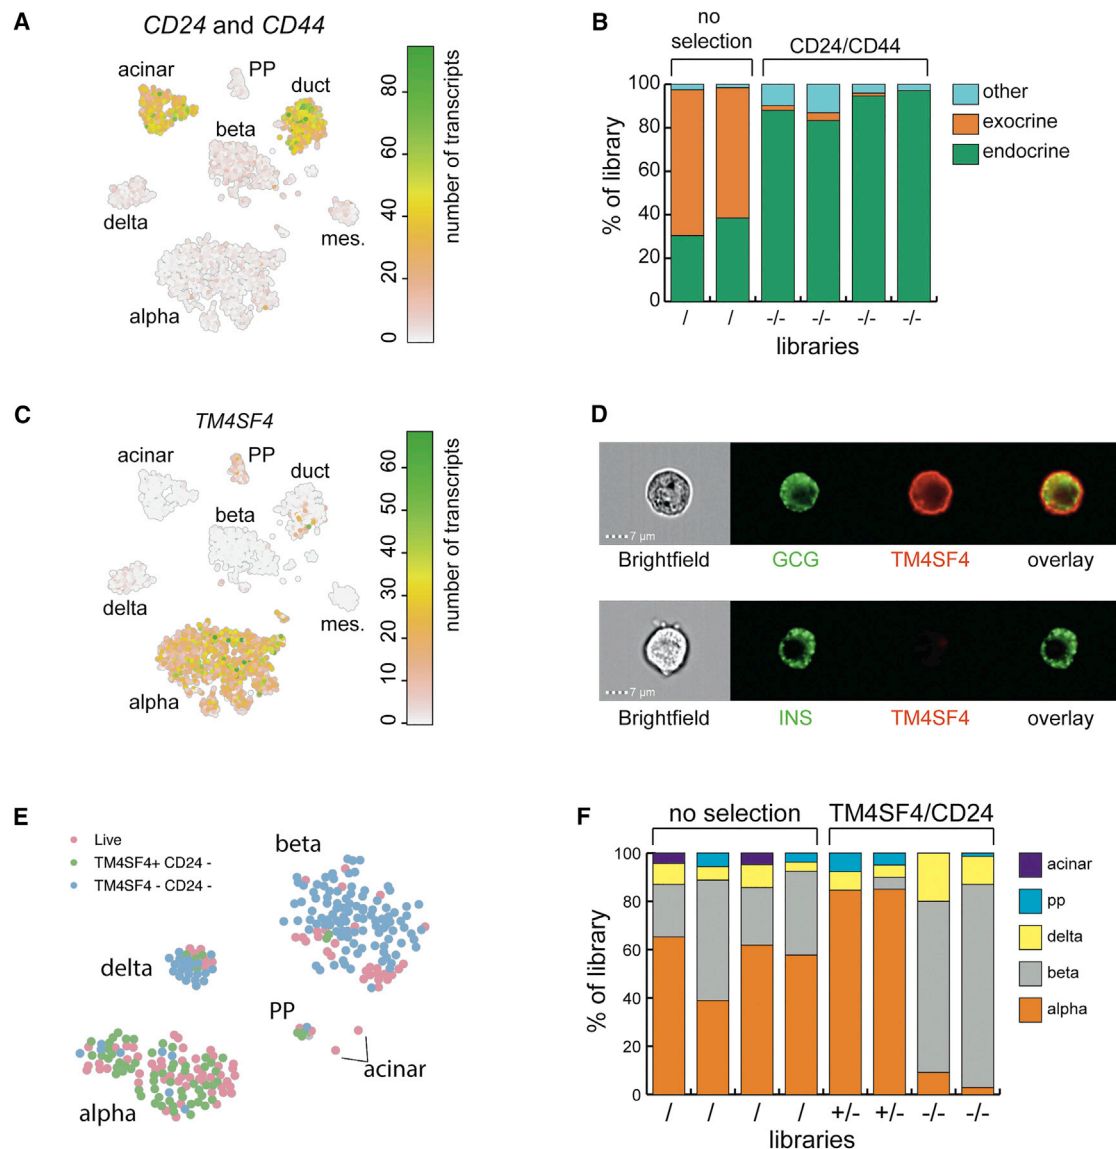 A
CD24 and CD44
acinar
PP
duct
beta
delta
mes.
alpha
0
20
40
60
80
number of transcripts
B
no
selection
CD24/CD44
100
80
60
40
20
0
% of library
/ / -/- -/- -/- -/-
libraries
other
exocrine
endocrine
C
TM4SF4
acinar
PP
duct
beta
delta
mes.
alpha
0
10
20
30
40
50
60
number of transcripts
D
7 µm
Brightfield GCG TM4SF4 overlay
7 µm
Brightfield INS TM4SF4 overlay
E
Live
TM4SF4+ CD24 -
TM4SF4 - CD24 -
beta
delta
PP
acinar
alpha
F
no selection TM4SF4/CD24
100
80
60
40
20
0
% of library
/ / / / +/- +/- -/- -/-
libraries
acinar
pp
delta
beta
alpha